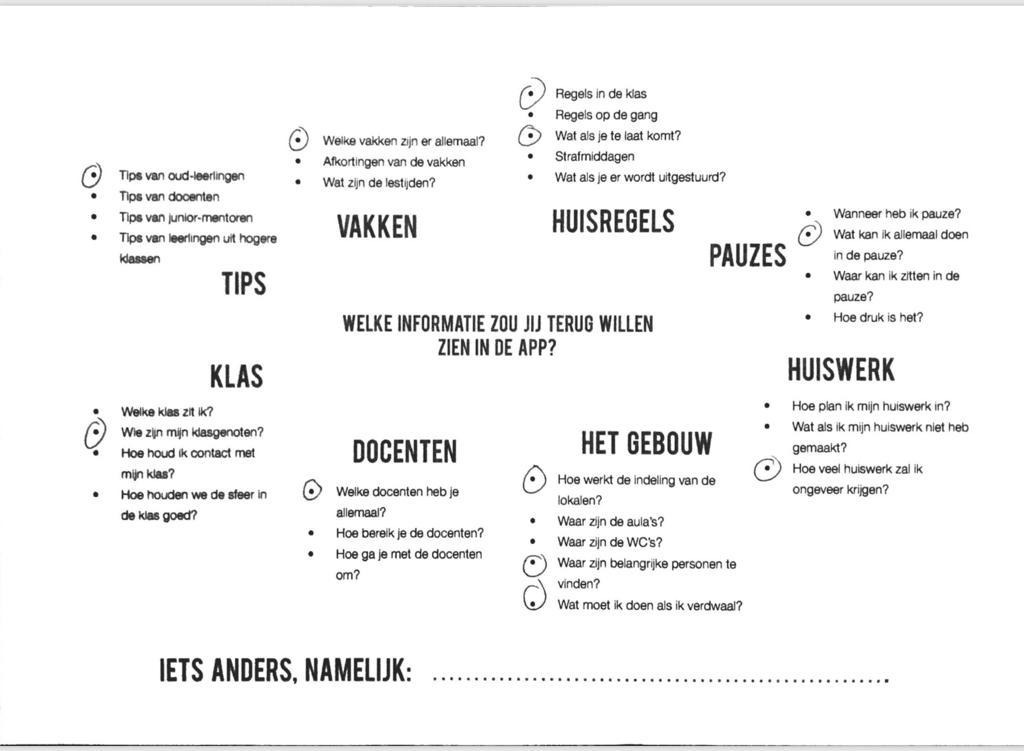 Regels in de klas
Regels op de gang
Wat als je te laat komt?
Strafmiddagen
Wat als je er wordt uitgestuurd?
HUISREGELS
Welke vakken zijn er allemaal?
Afkortingen van de vakken
Wat zijn de lestijden?
VAKKEN
Tips van oud-leerlingen
Tips van docenten
Tips van junior-mentoren
Tips van leerlingen uit hogere
klassen
TIPS
Wanneer heb ik pauze?
Wat kan ik allemaal doen
in de pauze?
Waar kan ik zitten in de
pauze?
Hoe druk is het?
PAUZES
WELKE INFORMATIE ZOU JIJ TERUG WILLEN
ZIEN IN DE APP?
KLAS
Welke klas zit ik?
Wie zijn mijn klasgenoten?
Hoe houd ik contact met
mijn klas?
Hoe houden we de sfeer in
de klas goed?
DOCENTEN
Welke docenten heb je
allemaal?
Hoe bereik je de docenten?
Hoe ga je met de docenten
om?
HET GEBOUW
Hoe werkt de indeling van de
lokalen?
Waar zijn de aula's?
Waar zijn de WC's?
Waar zijn belangrijke personen te
vinden?
Wat moet ik doen als ik verdwaal?
HUISWERK
Hoe plan ik mijn huiswerk in?
Wat als ik mijn huiswerk niet heb
gemaakt?
Hoe veel huiswerk zal ik
ongeveer krijgen?
IETS ANDERS, NAMELIJK: ......................................................